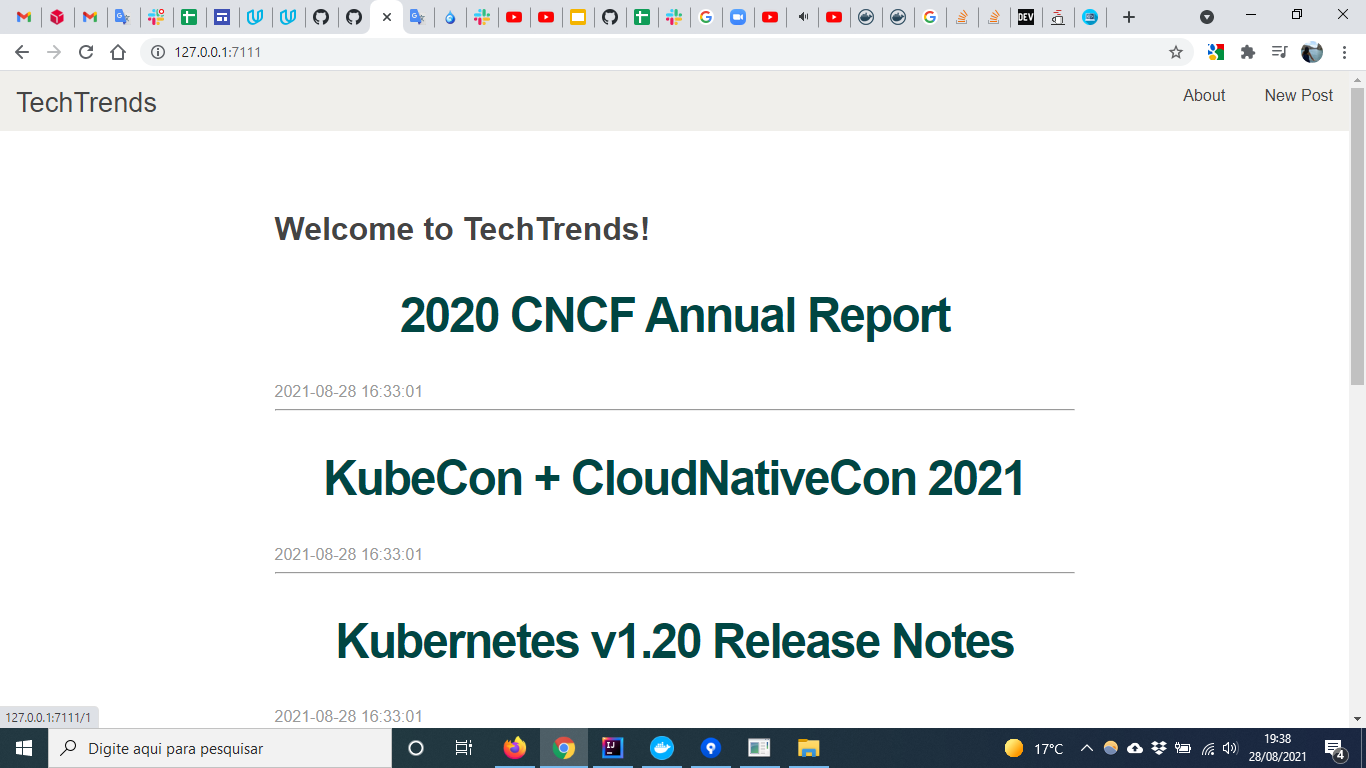 127.0.0.1:7111
TechTrends
About
New Post
Welcome to TechTrends!
2020 CNCF Annual Report
2021-08-28 16:33:01
KubeCon + CloudNativeCon 2021
2021-08-28 16:33:01
Kubernetes v1.20 Release Notes
2021-08-28 16:33:01
127.0.0.1:7111/1
Digite aqui para pesquisar
17°C
19:38
28/08/2021
4